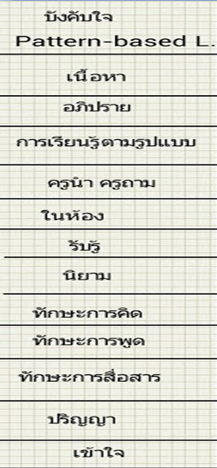 บังคับใจ
Pattern-based L.
เนื้อหา
อภิปราย
การเรียนรู้ตามรูปแบบ
ครูนำ ครูถาม
ในห้อง
รับรู้
นิยาม
ทักษะการคิด
ทักษะการพูด
ทักษะการสื่อสาร
ปริญญา
เข้าใจ